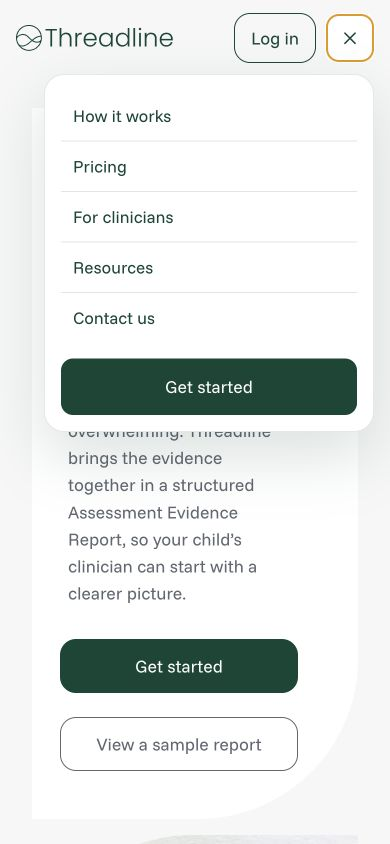 Threadline
Log in
How it works
Pricing
For clinicians
Resources
Contact us
Get started
overwhelming. Threadline
brings the evidence
together in a structured
Assessment Evidence
Report, so your child’s
clinician can start with a
clearer picture.
Get started
View a sample report